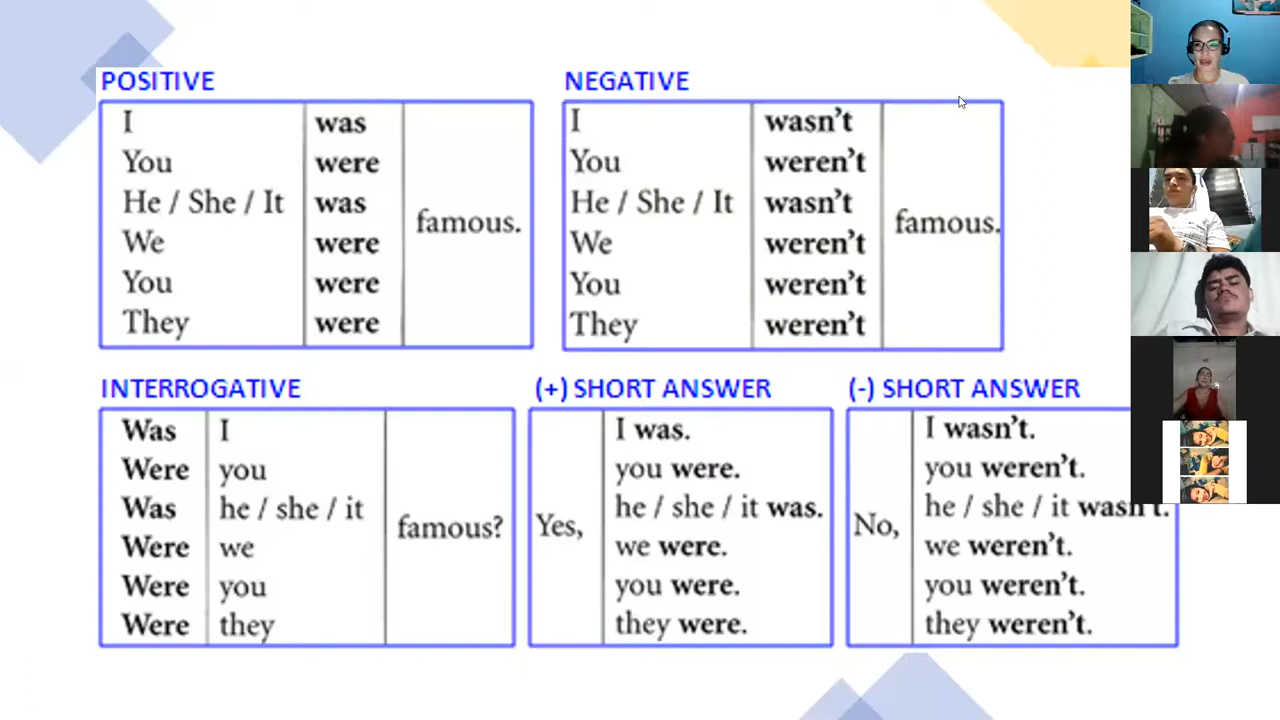 POSITIVE
I was
You were
He / She / It was
famous.
We were
You were
They were
NEGATIVE
I wasn't
You weren't
He / She / It wasn't
famous.
We weren't
You weren't
They weren't
INTERROGATIVE
Was I
Were you
Was he / she / it
famous?
Were we
Were you
Were they
(+) SHORT ANSWER
I was.
you were.
he / she / it was.
Yes,
we were.
you were.
they were.
(-) SHORT ANSWER
I wasn't.
you weren't.
he / she / it wasn't.
No,
we weren't.
you weren't.
they weren't.